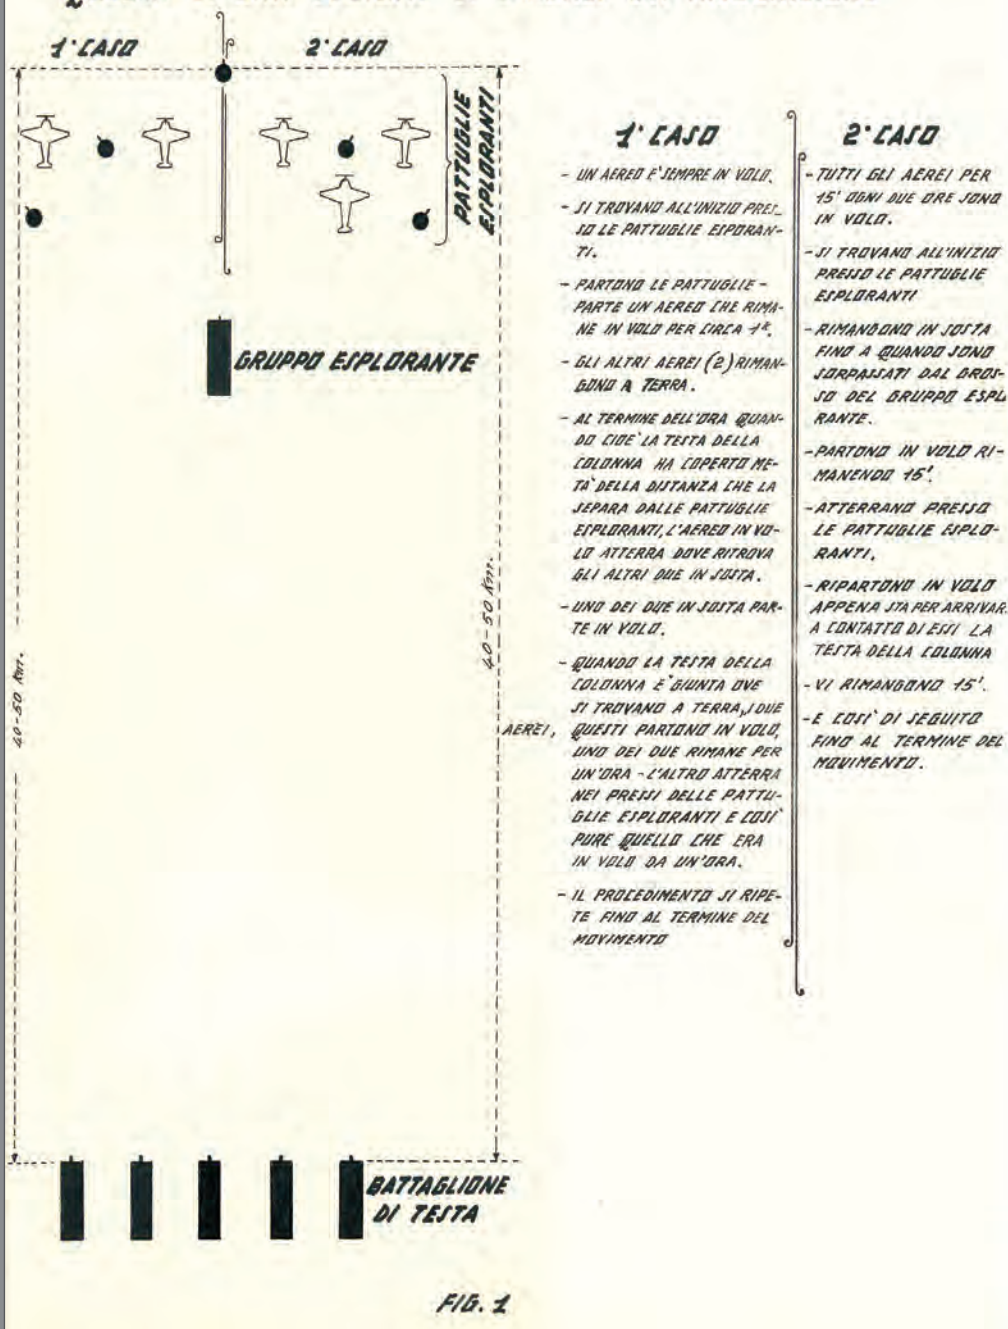 1° CASO
2° CASO
PATTUGLIE
ESPLORANTI
GRUPPO ESPLORANTE
40-50 Km.
40-50 Km.
BATTAGLIONE
DI TESTA
FIG. 1
1° CASO
- UN AEREO E' SEMPRE IN VOLO.
- SI TROVANO ALL'INIZIO PRES_
SO LE PATTUGLIE ESPORAN-
TI.
- PARTONO LE PATTUGLIE -
PARTE UN AEREO CHE RIMA-
NE IN VOLO PER CIRCA 1h.
- GLI ALTRI AEREI (2) RIMAN-
GONO A TERRA.
- AL TERMINE DELL'ORA QUAN-
DO CIOE' LA TESTA DELLA
COLONNA HA COPERTO ME-
TA' DELLA DISTANZA CHE LA
SEPARA DALLE PATTUGLIE
ESPLORANTI, L'AEREO IN VO-
LO ATTERRA DOVE RITROVA
GLI ALTRI DUE IN SOSTA.
- UNO DEI DUE IN SOSTA PAR-
TE IN VOLO.
- QUANDO LA TESTA DELLA
COLONNA E' GIUNTA OVE
SI TROVANO A TERRA, I DUE
AEREI, QUESTI PARTONO IN VOLO,
UNO DEI DUE RIMANE PER
UN'ORA - L'ALTRO ATTERRA
NEI PRESSI DELLE PATTU-
GLIE ESPLORANTI E COSI'
PURE QUELLO CHE ERA
IN VOLO DA UN'ORA.
- IL PROCEDIMENTO SI RIPE-
TE FINO AL TERMINE DEL
MOVIMENTO
2° CASO
- TUTTI GLI AEREI PER
15' OGNI DUE ORE SONO
IN VOLO.
- SI TROVANO ALL'INIZIO
PRESSO LE PATTUGLIE
ESPLORANTI
- RIMANGONO IN SOSTA
FINO A QUANDO SONO
SORPASSATI DAL GROS-
SO DEL GRUPPO ESPL
RANTE.
- PARTONO IN VOLO RI-
MANENDO 15'.
- ATTERRANO PRESSO
LE PATTUGLIE ESPLO-
RANTI.
- RIPARTONO IN VOLO
APPENA STA PER ARRIVAR
A CONTATTO DI ESSI LA
TESTA DELLA COLONNA
- VI RIMANGONO 15'.
- E COSI' DI SEGUITO
FINO AL TERMINE DEL
MOVIMENTO.